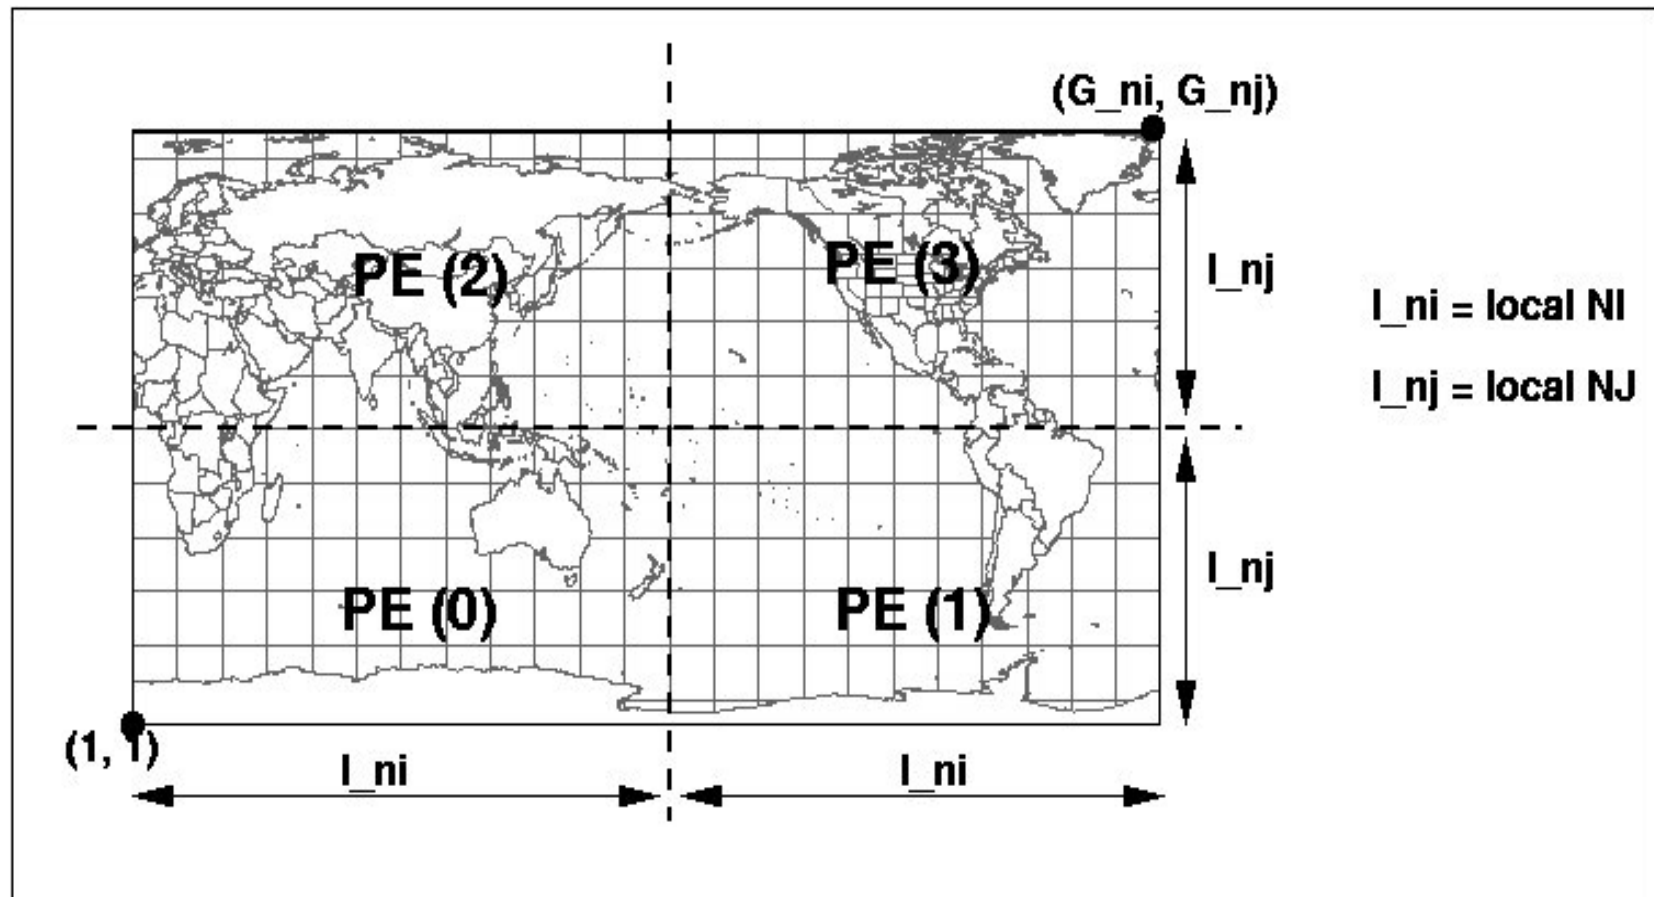 (G_ni, G_nj)
PE (2)
PE (3)
l_nj
l_ni = local NI
l_nj = local NJ
l_nj
PE (0)
PE (1)
(1, 1)
l_ni
l_ni